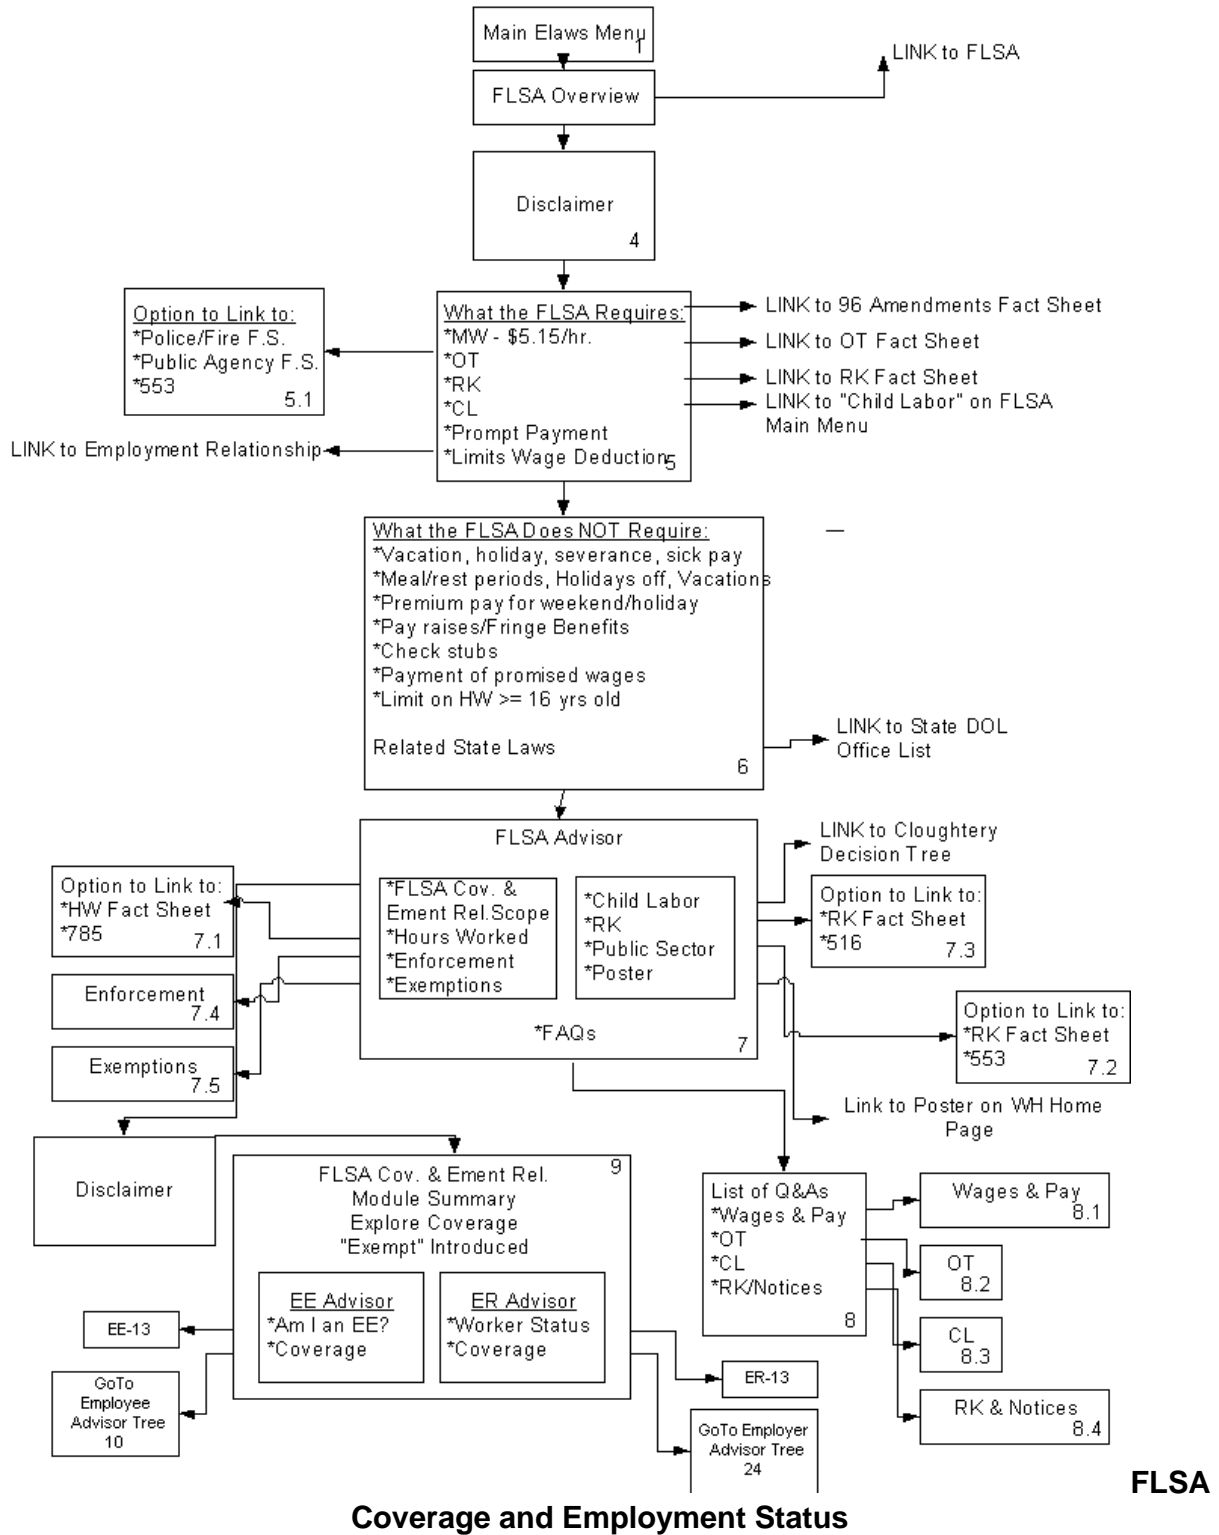 Main Elaws Menu
1
LINK to FLSA
FLSA Overview
Disclaimer
4
Option to Link to:
*Police/Fire F.S.
*Public Agency F.S.
*553
5.1
What the FLSA Requires:
*MW - $5.15/hr.
*OT
*RK
*CL
*Prompt Payment
*Limits Wage Deduction
5
LINK to 96 Amendments Fact Sheet
LINK to OT Fact Sheet
LINK to RK Fact Sheet
LINK to "Child Labor" on FLSA
Main Menu
LINK to Employment Relationship
What the FLSA Does NOT Require:
*Vacation, holiday, severance, sick pay
*Meal/rest periods, Holidays off, Vacations
*Premium pay for weekend/holiday
*Pay raises/Fringe Benefits
*Check stubs
*Payment of promised wages
*Limit on HW >= 16 yrs old
Related State Laws
6
LINK to State DOL
Office List
FLSA Advisor
*FLSA Cov. &
Ement Rel.Scope
*Hours Worked
*Enforcement
*Exemptions
*Child Labor
*RK
*Public Sector
*Poster
*FAQs
7
LINK to Cloughtery
Decision Tree
Option to Link to:
*HW Fact Sheet
*785
7.1
Option to Link to:
*RK Fact Sheet
*516
7.3
Enforcement
7.4
Option to Link to:
*RK Fact Sheet
*553
7.2
Exemptions
7.5
Link to Poster on WH Home
Page
Disclaimer
9
FLSA Cov. & Ement Rel.
Module Summary
Explore Coverage
"Exempt" Introduced
EE Advisor
*Am I an EE?
*Coverage
ER Advisor
*Worker Status
*Coverage
List of Q&As
*Wages & Pay
*OT
*CL
*RK/Notices
8
Wages & Pay
8.1
OT
8.2
CL
8.3
RK & Notices
8.4
EE-13
GoTo
Employee
Advisor Tree
10
ER-13
GoTo Employer
Advisor Tree
24
FLSA
Coverage and Employment Status